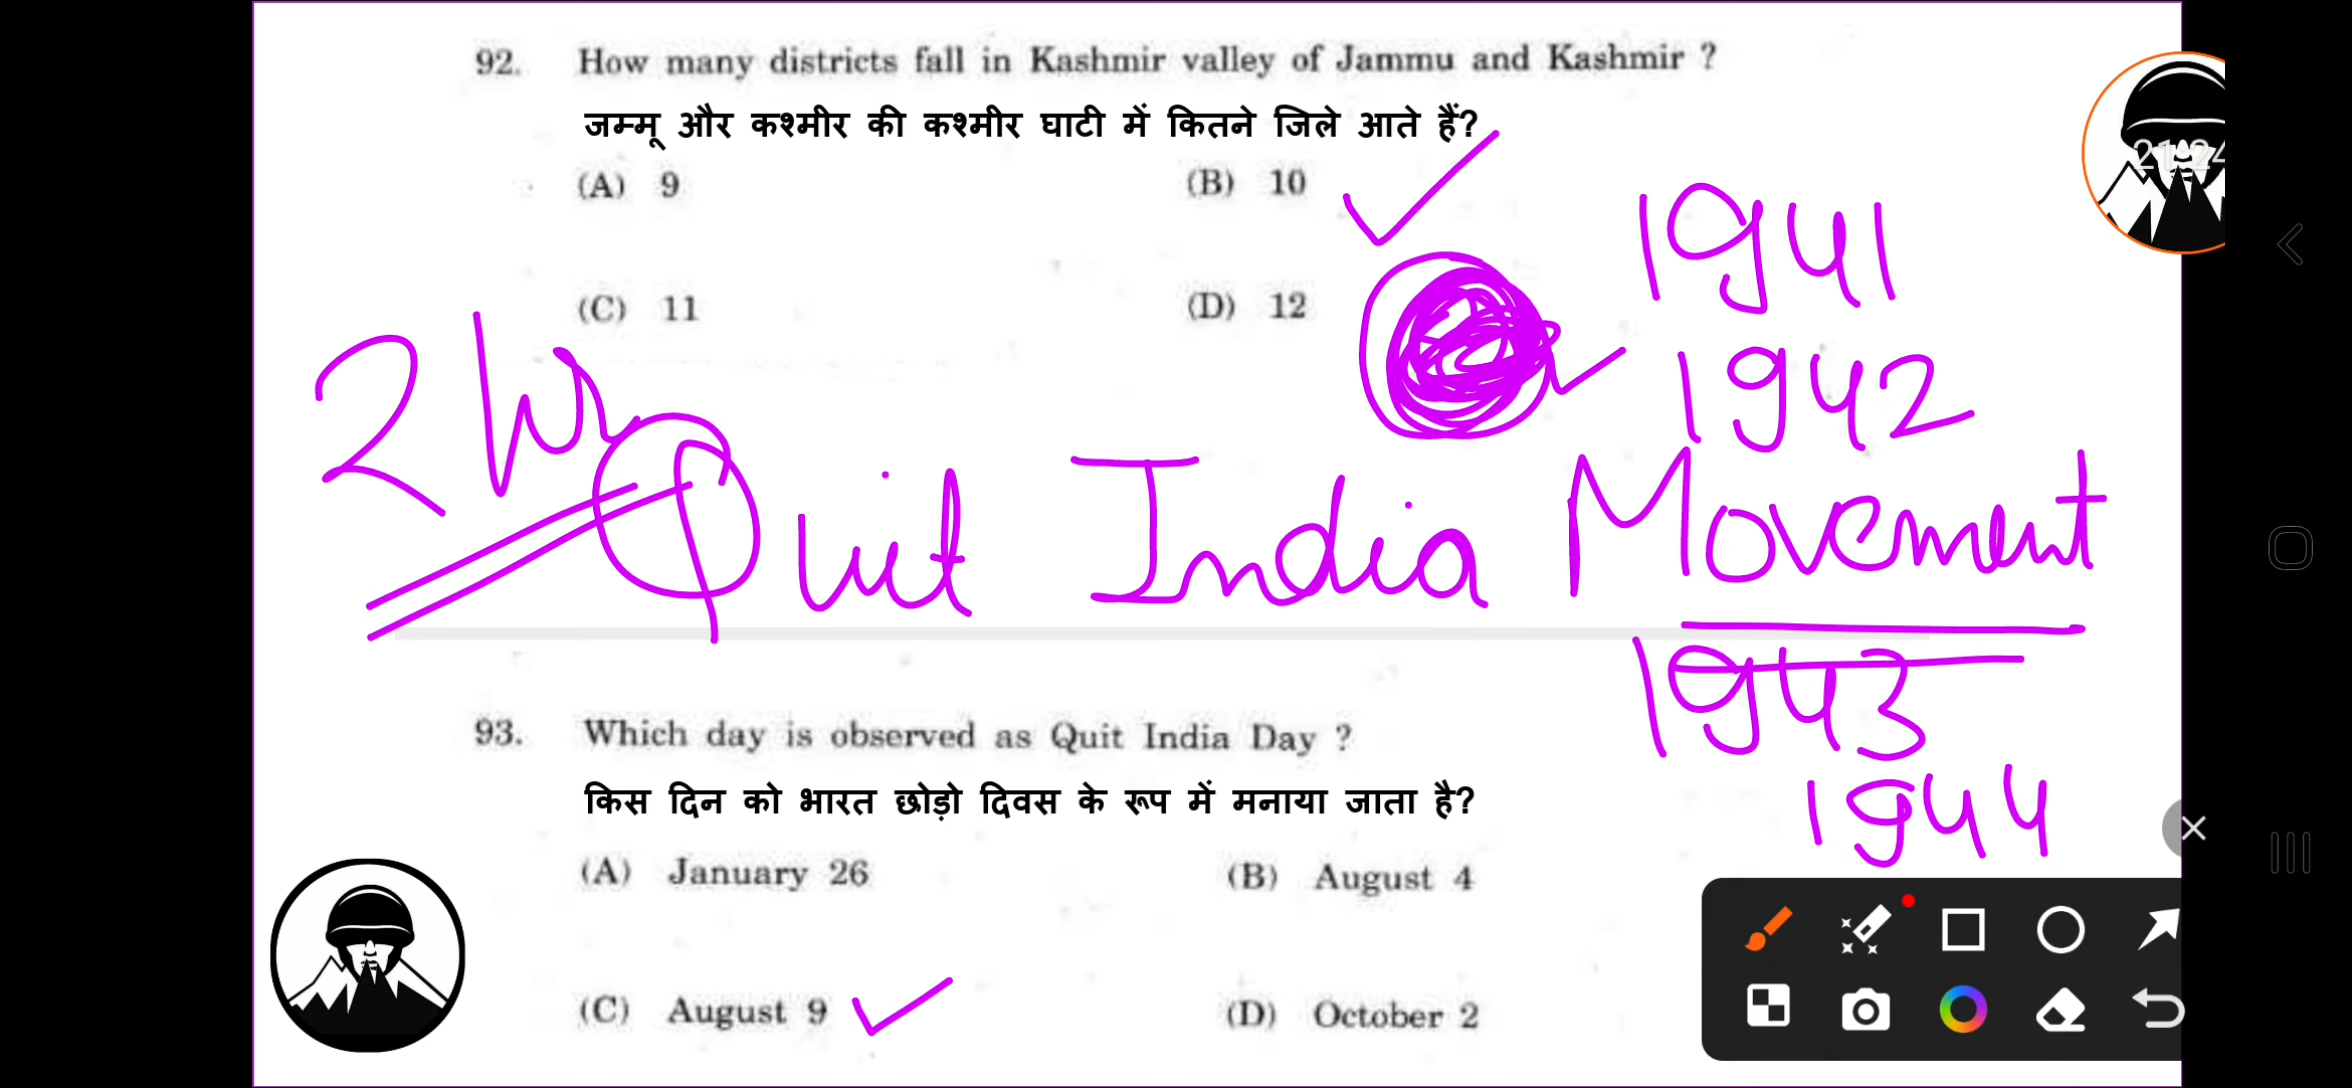 92. How many districts fall in Kashmir valley of Jammu and Kashmir ?
जम्मू और कश्मीर की कश्मीर घाटी में कितने जिले आते हैं?
(A) 9 (B) 10
1941
(C) 11 (D) 12
1942
2 W
Quit India Movement
1943
93. Which day is observed as Quit India Day ?
किस दिन को भारत छोड़ो दिवस के रूप में मनाया जाता है?
1944
(A) January 26 (B) August 4
(C) August 9 (D) October 2